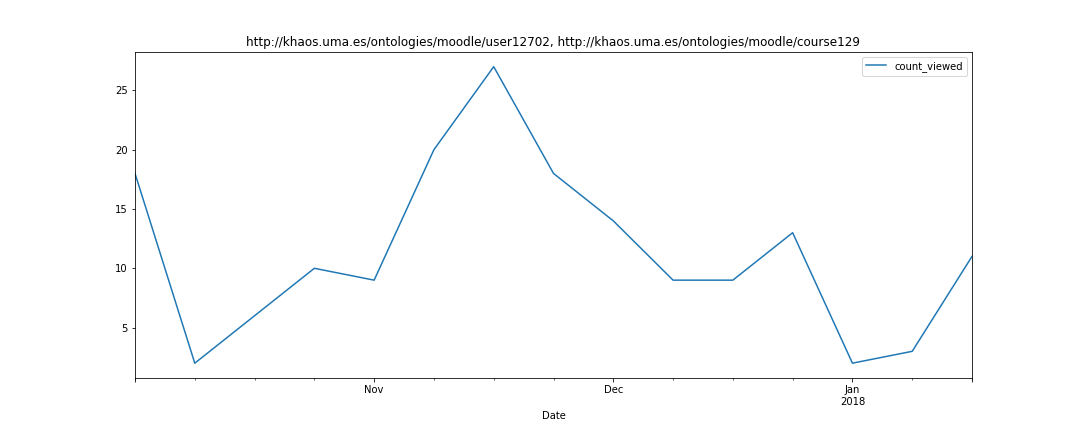 http://khaos.uma.es/ontologies/moodle/user12702, http://khaos.uma.es/ontologies/moodle/course129
count_viewed
25
20
15
10
5
Nov
Dec
Jan
2018
Date